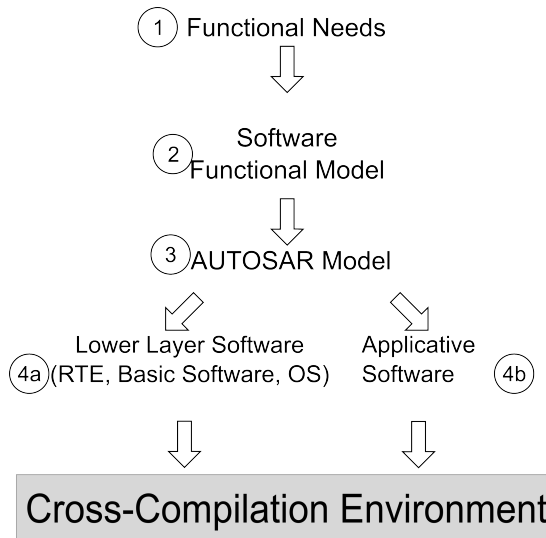 1 Functional Needs
Software
2 Functional Model
3 AUTOSAR Model
Lower Layer Software
4a (RTE, Basic Software, OS)
Applicative
Software 4b
Cross-Compilation Environment